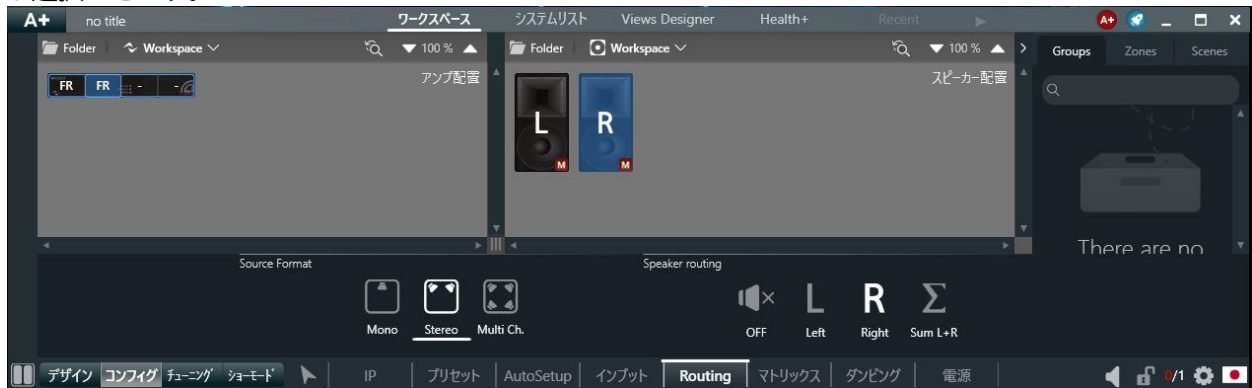 A+ no title ワークスペース システムリスト Views Designer Health+ Recent A+
Folder Workspace 100 % Folder Workspace 100 % Groups Zones Scenes
FR FR - - アンプ配置 L R スピーカー配置
M M
There are no
Source Format Speaker routing
L R Σ
Mono Stereo Multi Ch. OFF Left Right Sum L+R
デザイン コンフィグ チューニング ショーモード IP プリセット AutoSetup インプット Routing マトリックス ダンピング 電源 0/1